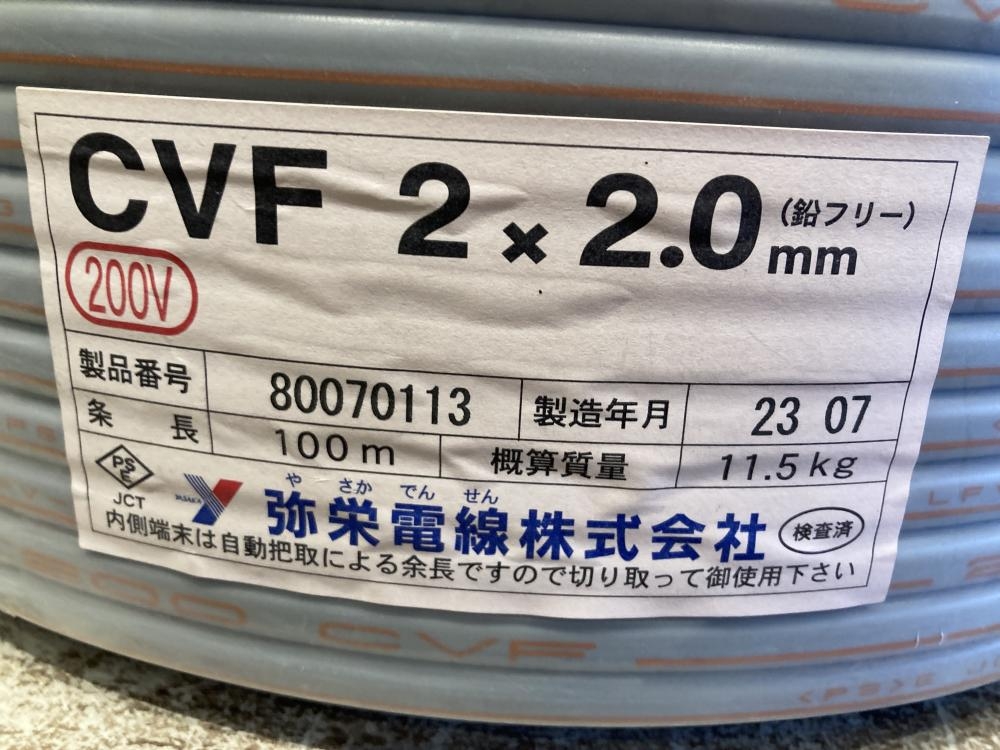 CVF 2×2.0mm (鉛フリー)
200V
製品番号 80070113 製造年月 23 07
条長 100m 概算質量 11.5kg
PS E
JCT
YASAKA
や さか でん せん
弥栄電線株式会社 検査済
内側端末は自動把取による余長ですので切り取って御使用下さい
CVF